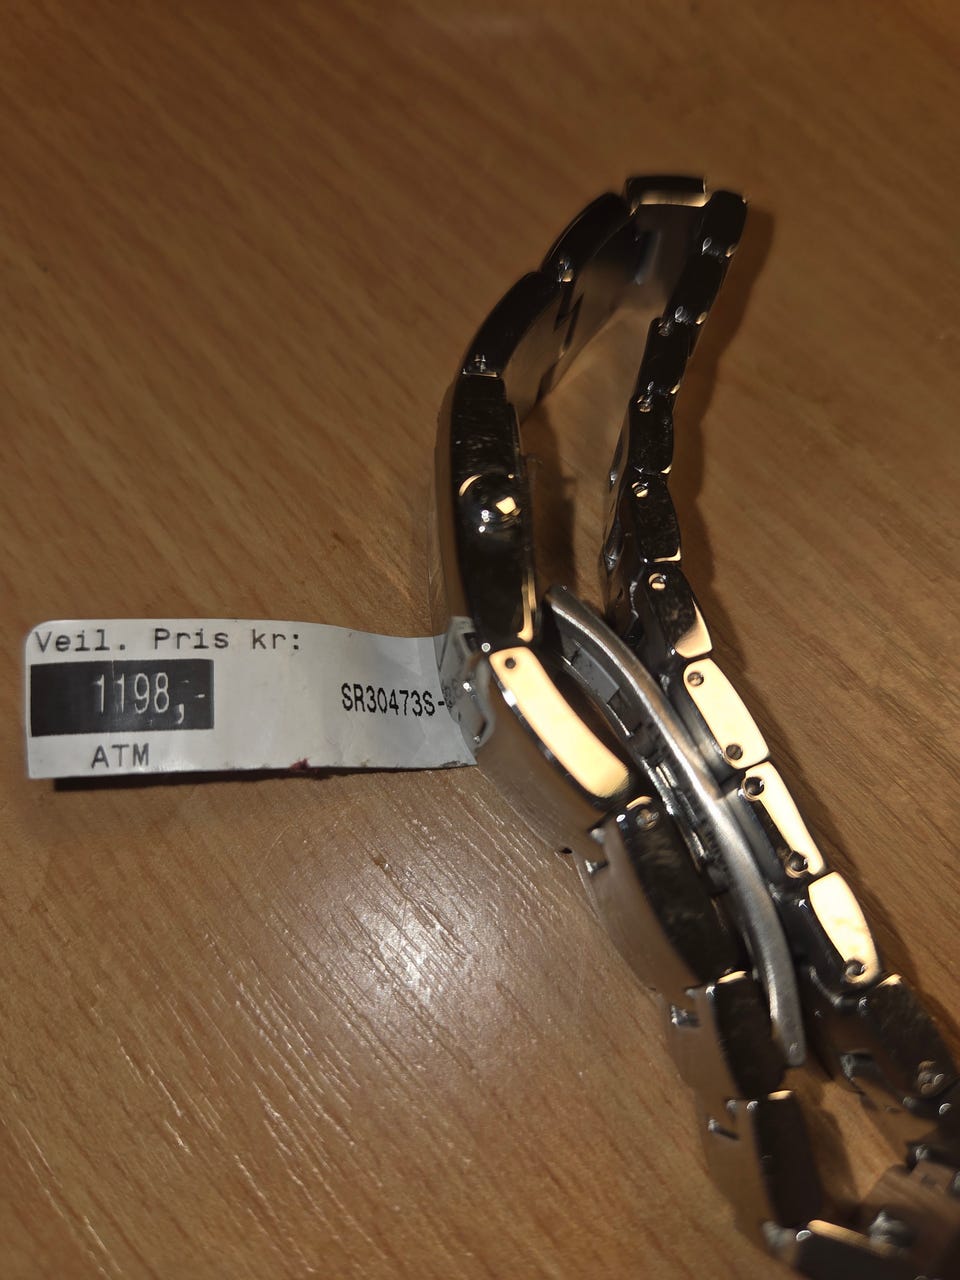 Veil. Pris kr:
1198,-
SR30473S-
ATM